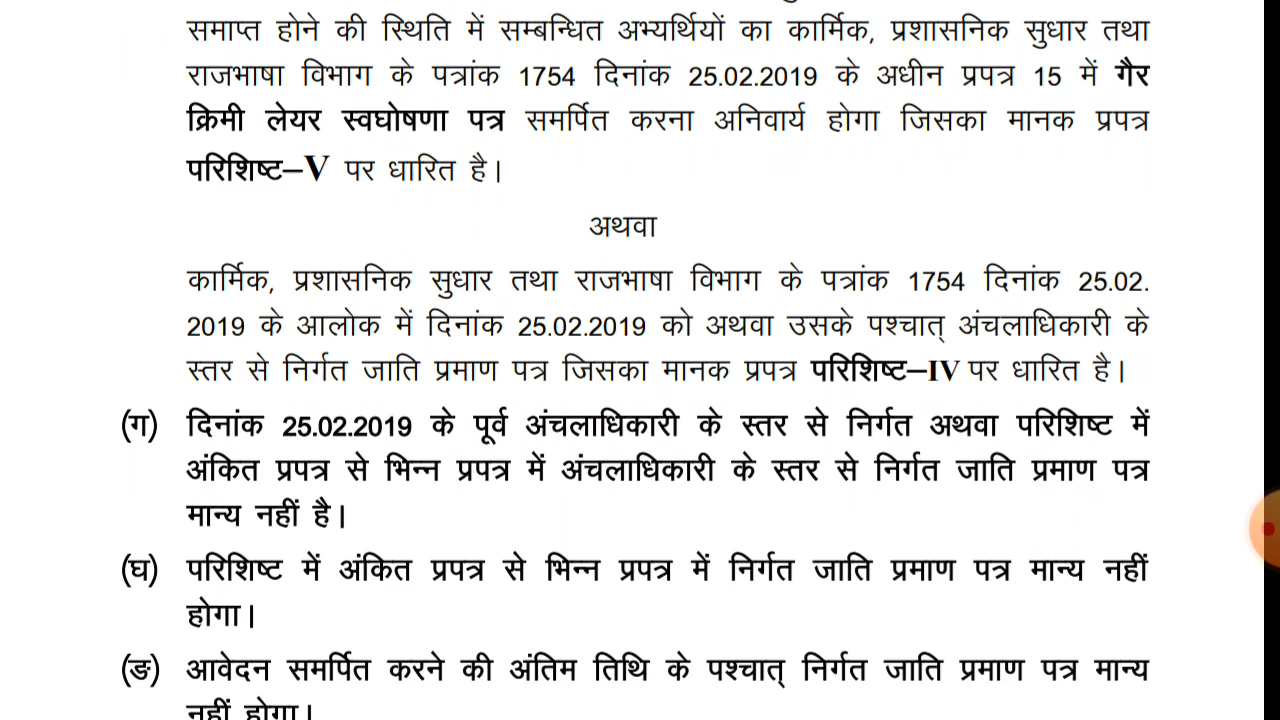 समाप्त होने की स्थिति में सम्बन्धित अभ्यर्थियों का कार्मिक, प्रशासनिक सुधार तथा
राजभाषा विभाग के पत्रांक 1754 दिनांक 25.02.2019 के अधीन प्रपत्र 15 में गैर
क्रिमी लेयर स्वघोषणा पत्र समर्पित करना अनिवार्य होगा जिसका मानक प्रपत्र
परिशिष्ट–V पर धारित है।
अथवा
कार्मिक, प्रशासनिक सुधार तथा राजभाषा विभाग के पत्रांक 1754 दिनांक 25.02.
2019 के आलोक में दिनांक 25.02.2019 को अथवा उसके पश्चात् अंचलाधिकारी के
स्तर से निर्गत जाति प्रमाण पत्र जिसका मानक प्रपत्र परिशिष्ट–IV पर धारित है।
(ग) दिनांक 25.02.2019 के पूर्व अंचलाधिकारी के स्तर से निर्गत अथवा परिशिष्ट में
अंकित प्रपत्र से भिन्न प्रपत्र में अंचलाधिकारी के स्तर से निर्गत जाति प्रमाण पत्र
मान्य नहीं है।
(घ) परिशिष्ट में अंकित प्रपत्र से भिन्न प्रपत्र में निर्गत जाति प्रमाण पत्र मान्य नहीं
होगा।
(ङ) आवेदन समर्पित करने की अंतिम तिथि के पश्चात् निर्गत जाति प्रमाण पत्र मान्य
नहीं होगा।